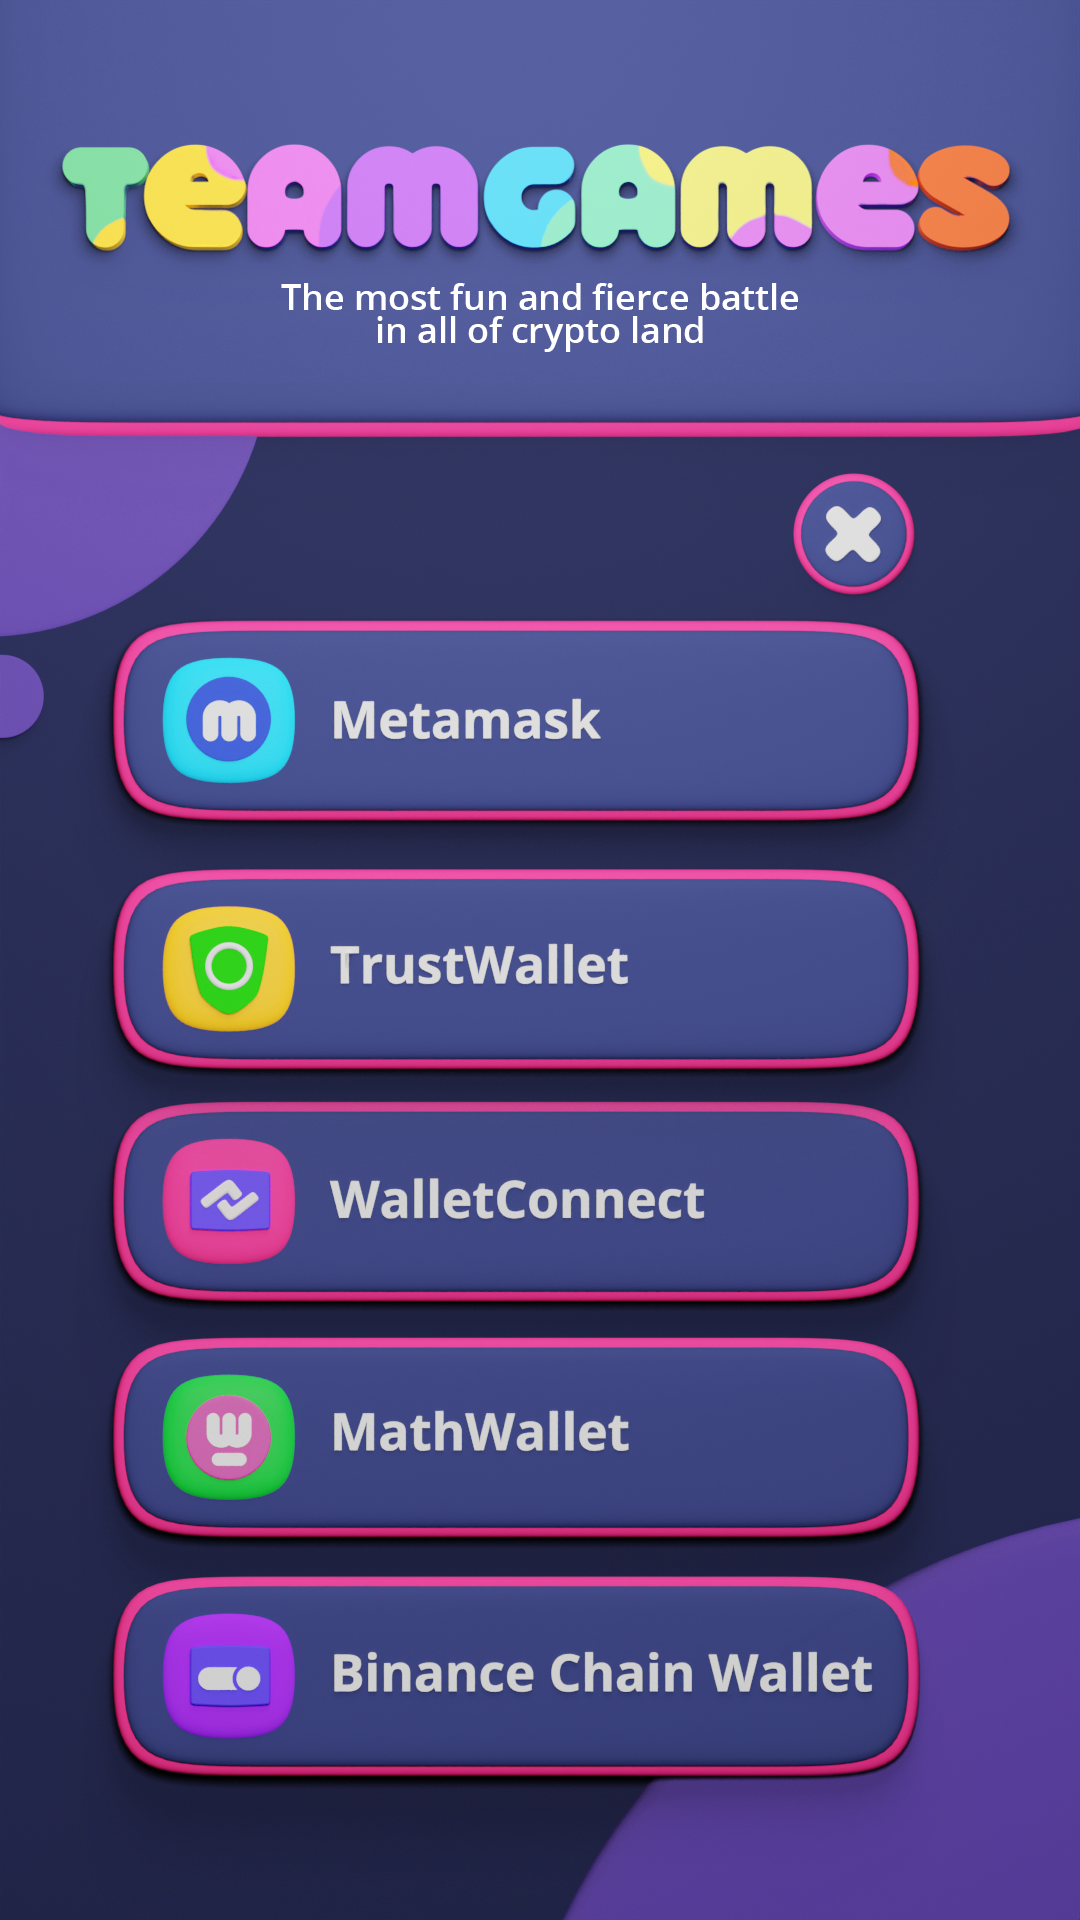 TEAMGAMES
The most fun and fierce battle
in all of crypto land
Metamask
TrustWallet
WalletConnect
MathWallet
Binance Chain Wallet